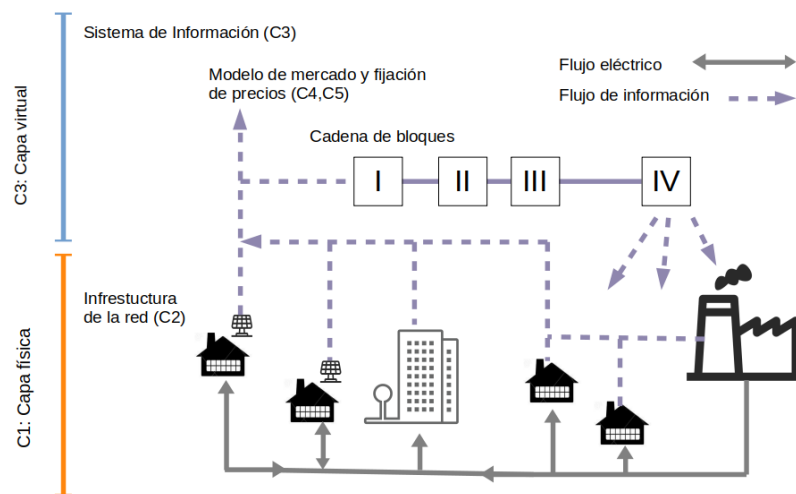 Sistema de Información (C3)
Modelo de mercado y fijación
de precios (C4,C5)
Flujo eléctrico
Flujo de información
Cadena de bloques
I
II
III
IV
C3: Capa virtual
Infrestuctura
de la red (C2)
C1: Capa física